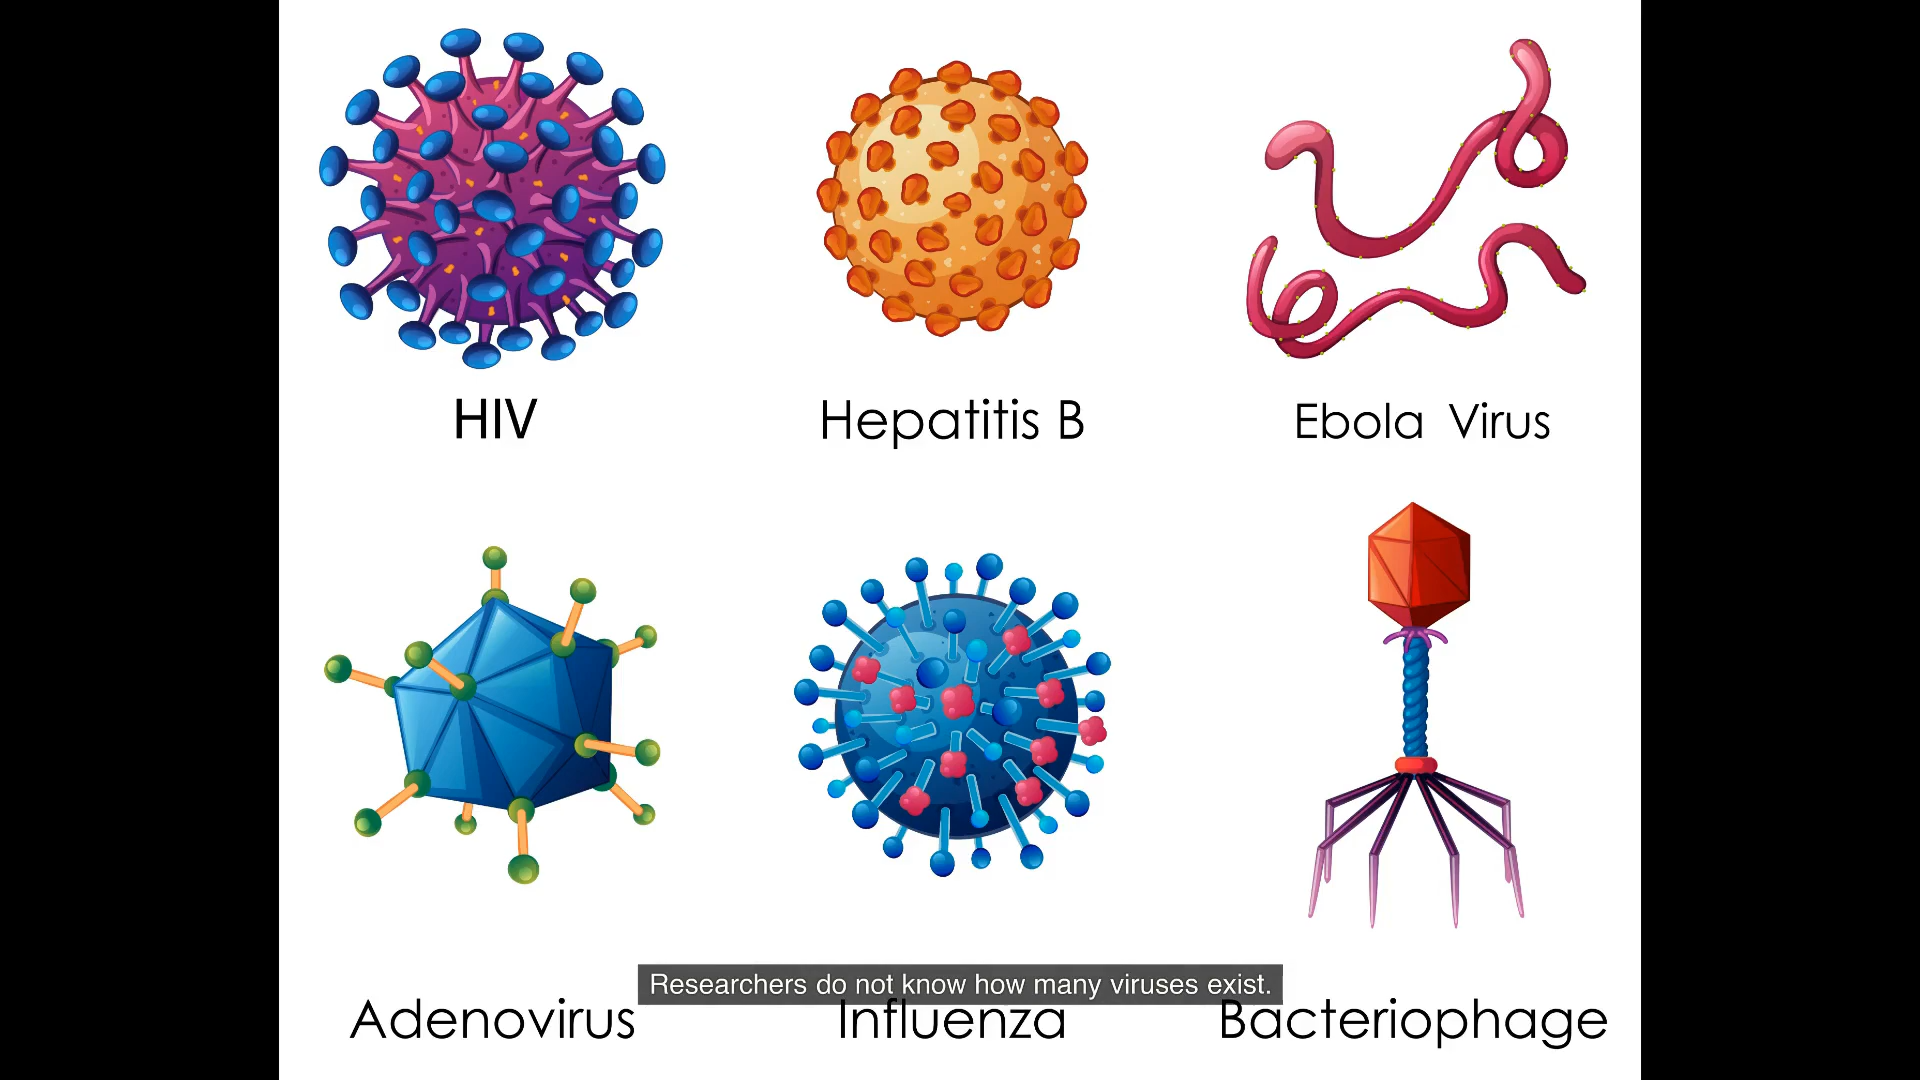 HIV
Hepatitis B
Ebola Virus
Researchers do not know how many viruses exist.
Adenovirus
Influenza
Bacteriophage